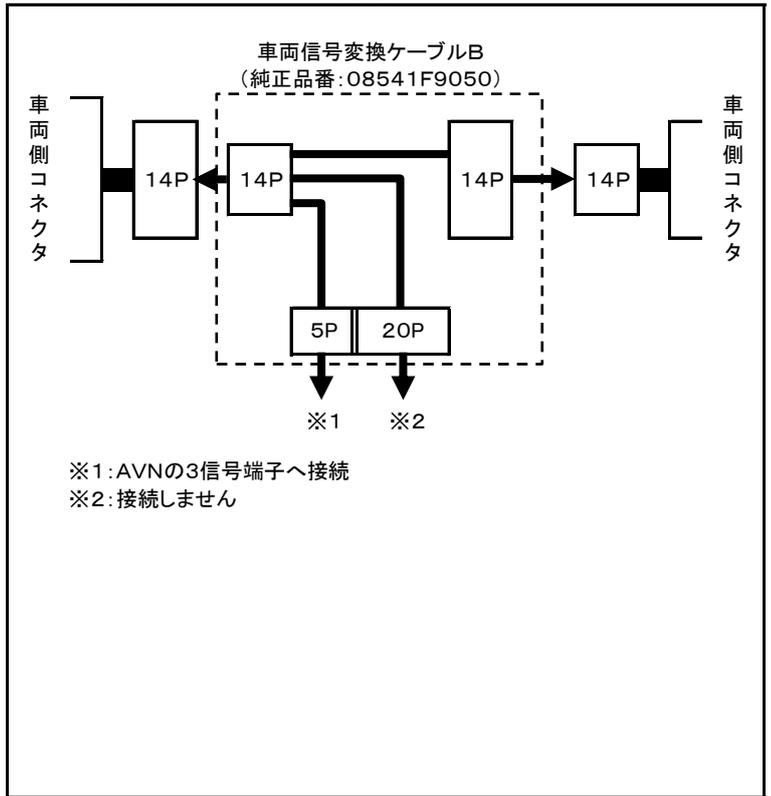 車両信号変換ケーブルB
（純正品番：08541F9050）
車両側コネクタ
14P
14P
14P
14P
車両側コネクタ
5P
20P
※1
※2
※1：AVNの3信号端子へ接続
※2：接続しません